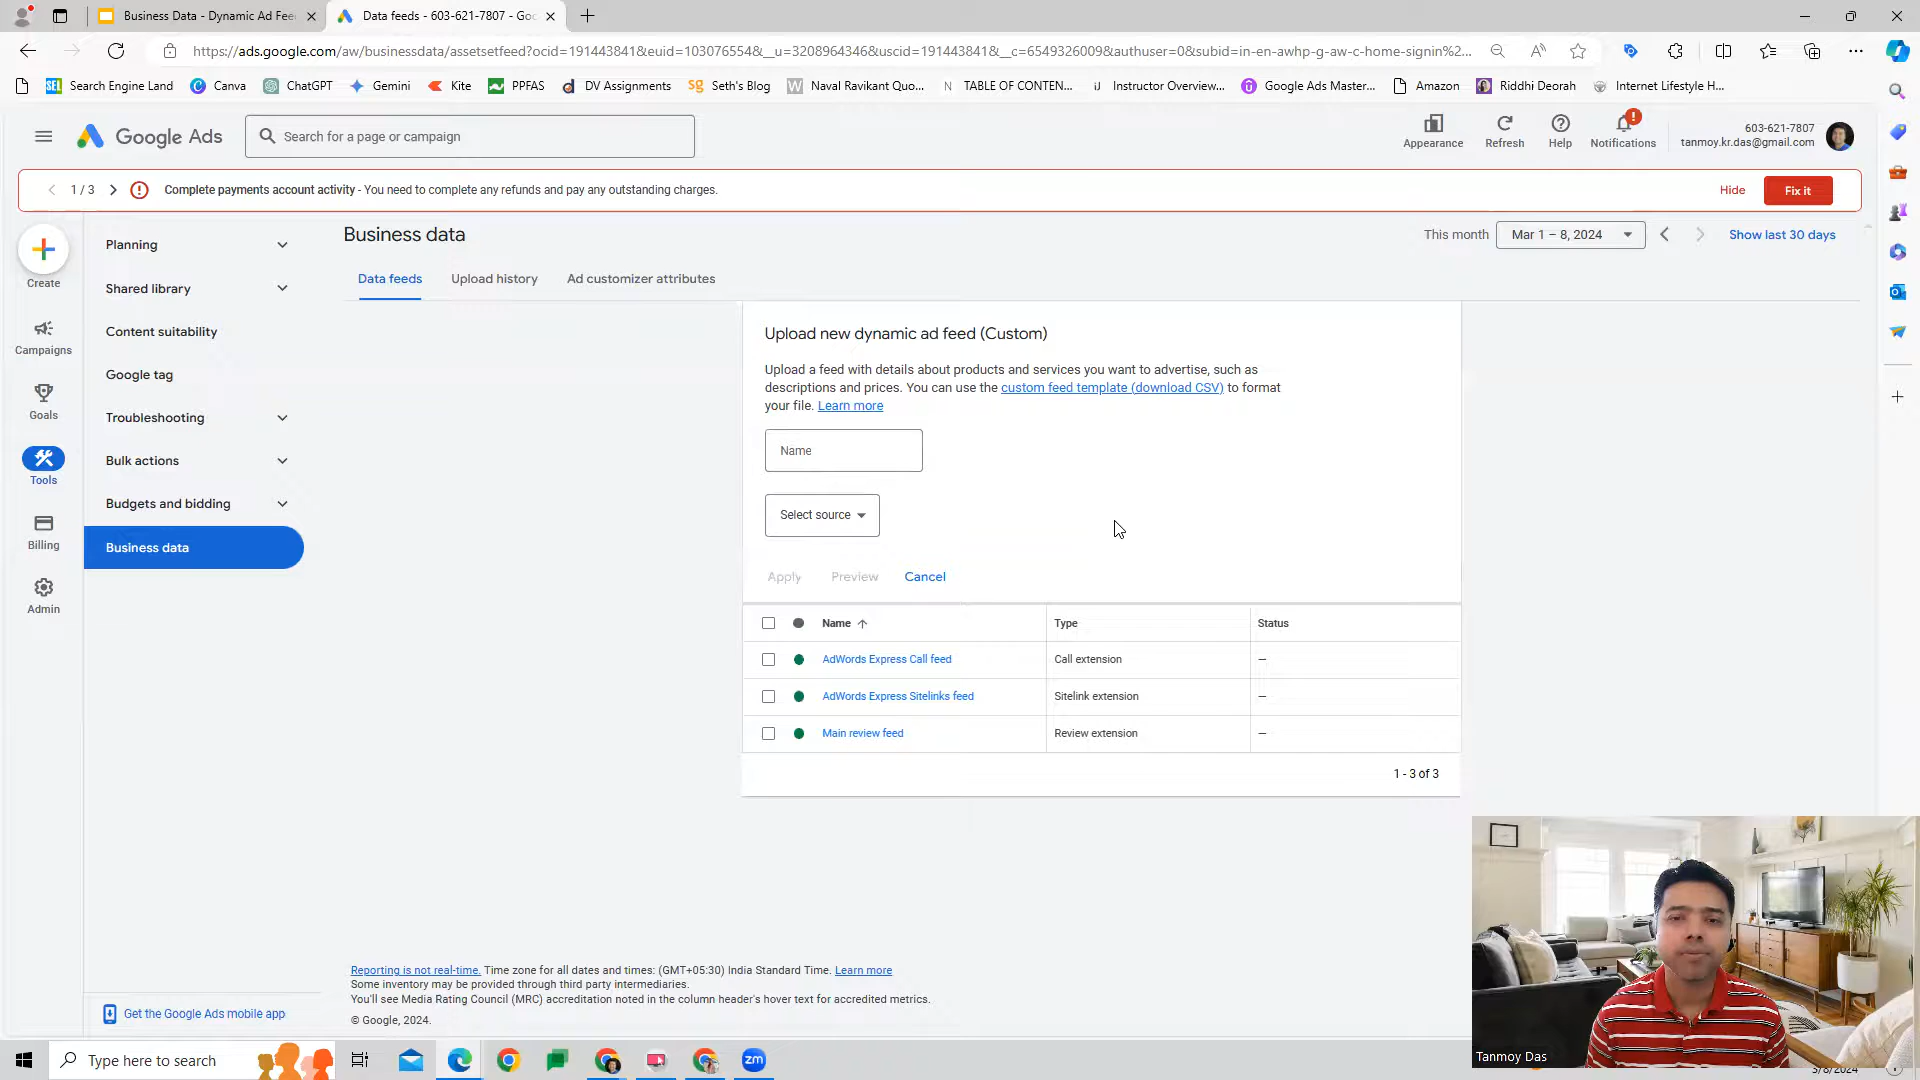 Business Data - Dynamic Ad Fee
Data feeds - 603-621-7807 - Goo
https://ads.google.com/aw/businessdata/assetsetfeed?ocid=191443841&euid=103076554&__u=3208964346&uscid=191443841&__c=6549326009&authuser=0&subid=in-en-awhp-g-aw-c-home-signin%2...
Search Engine Land
Canva
ChatGPT
Gemini
Kite
PPFAS
DV Assignments
Seth's Blog
Naval Ravikant Quo...
TABLE OF CONTEN...
Instructor Overview...
Google Ads Master...
Amazon
Riddhi Deorah
Internet Lifestyle H...
Google Ads
Search for a page or campaign
Appearance
Refresh
Help
Notifications
603-621-7807
tanmoy.kr.das@gmail.com
1 / 3
Complete payments account activity - You need to complete any refunds and pay any outstanding charges.
Hide
Fix it
Create
Campaigns
Goals
Tools
Billing
Admin
Planning
Shared library
Content suitability
Google tag
Troubleshooting
Bulk actions
Budgets and bidding
Business data
Get the Google Ads mobile app
Business data
This month
Mar 1 – 8, 2024
Show last 30 days
Data feeds
Upload history
Ad customizer attributes
Upload new dynamic ad feed (Custom)
Upload a feed with details about products and services you want to advertise, such as
descriptions and prices. You can use the custom feed template (download CSV) to format
your file. Learn more
Name
Select source
Apply
Preview
Cancel
Name
Type
Status
AdWords Express Call feed
Call extension
–
AdWords Express Sitelinks feed
Sitelink extension
–
Main review feed
Review extension
–
1 - 3 of 3
Reporting is not real-time. Time zone for all dates and times: (GMT+05:30) India Standard Time. Learn more
Some inventory may be provided through third party intermediaries.
You'll see Media Rating Council (MRC) accreditation noted in the column header's hover text for accredited metrics.
© Google, 2024.
Tanmoy Das
Type here to search
zm
3/8/2024